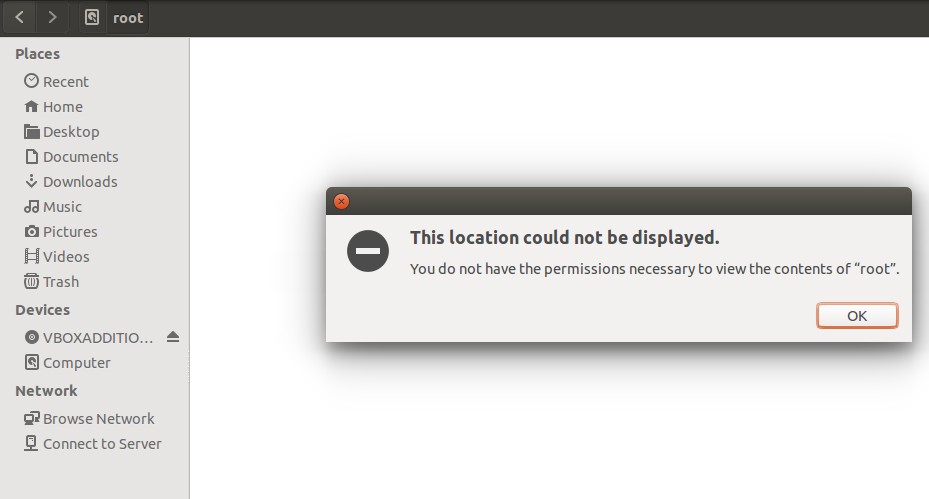 root
Places
Recent
Home
Desktop
Documents
Downloads
Music
Pictures
Videos
Trash
Devices
VBOXADDITIO...
Computer
Network
Browse Network
Connect to Server
This location could not be displayed.
You do not have the permissions necessary to view the contents of “root”.
OK